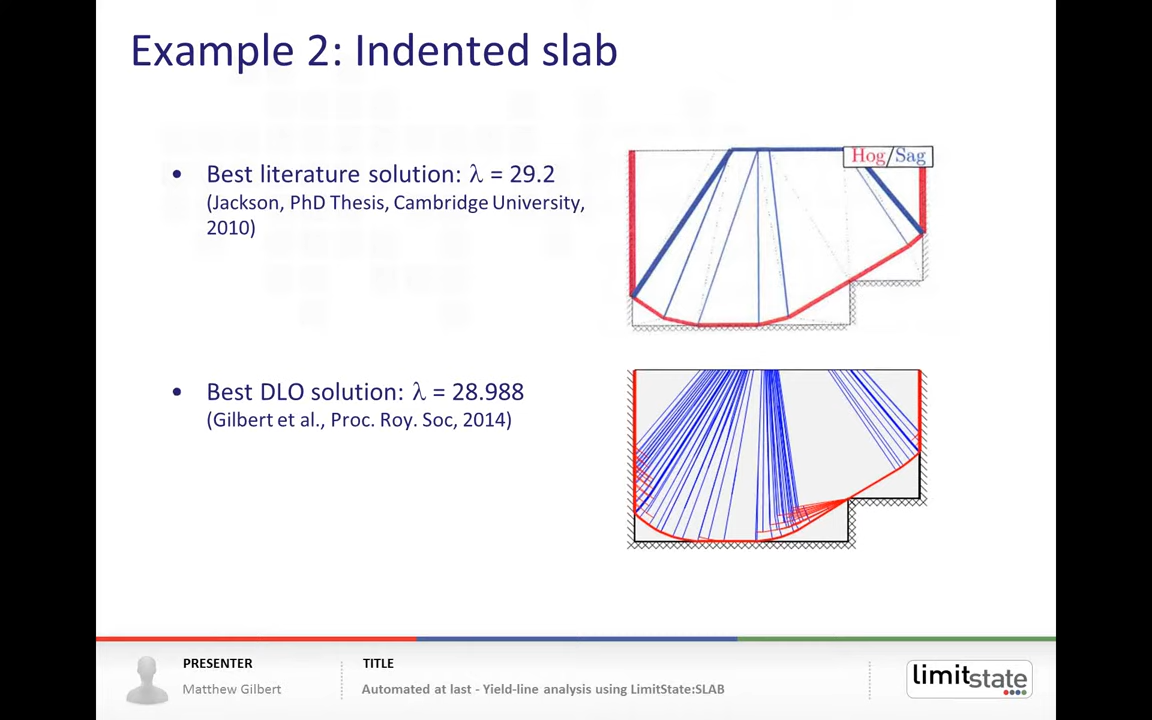 Example 2: Indented slab
• Best literature solution: λ = 29.2
(Jackson, PhD Thesis, Cambridge University,
2010)
Hog/Sag
• Best DLO solution: λ = 28.988
(Gilbert et al., Proc. Roy. Soc, 2014)
PRESENTER
Matthew Gilbert
TITLE
Automated at last - Yield-line analysis using LimitState:SLAB
limitstate